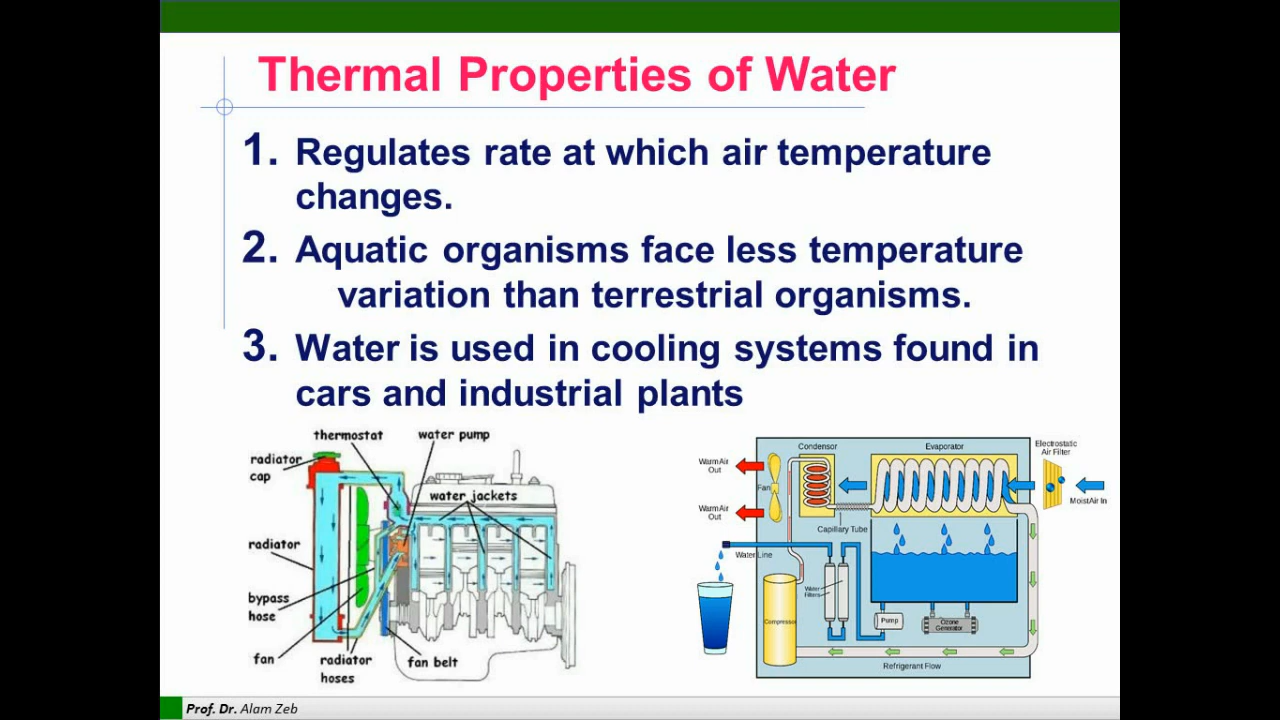 Thermal Properties of Water
1. Regulates rate at which air temperature
changes.
2. Aquatic organisms face less temperature
variation than terrestrial organisms.
3. Water is used in cooling systems found in
cars and industrial plants
thermostat
water pump
radiator
cap
water jackets
radiator
bypass
hose
fan
radiator
hoses
fan belt
Condensor
Evaporator
Electrostatic
Air Filter
Warm Air
Out
Fan
Moist Air In
Warm Air
Out
Capillary Tube
Water Line
Water
Filters
Compressor
Pump
Ozone
Generator
Refrigerant Flow
Prof. Dr. Alam Zeb